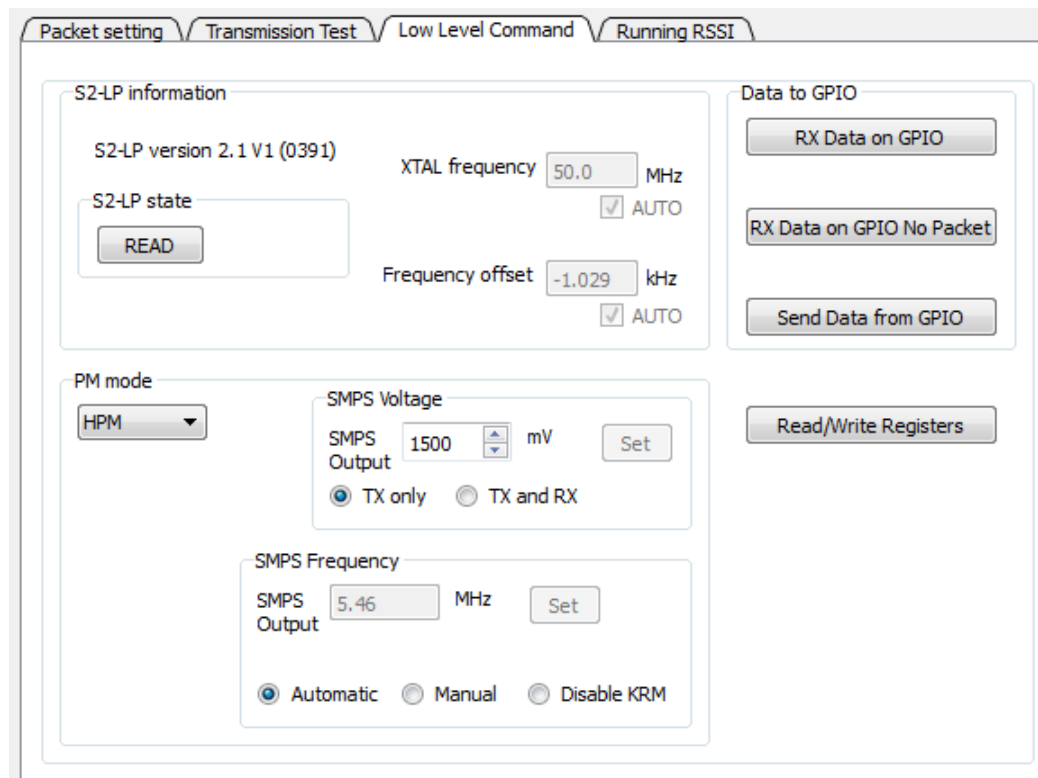 Packet setting Transmission Test Low Level Command Running RSSI
S2-LP information
S2-LP version 2.1 V1 (0391)
XTAL frequency 50.0 MHz
AUTO
S2-LP state
READ
Frequency offset -1.029 kHz
AUTO
Data to GPIO
RX Data on GPIO
RX Data on GPIO No Packet
Send Data from GPIO
PM mode
HPM
SMPS Voltage
SMPS
Output
1500 mV Set
TX only TX and RX
Read/Write Registers
SMPS Frequency
SMPS
Output
5.46 MHz Set
Automatic Manual Disable KRM